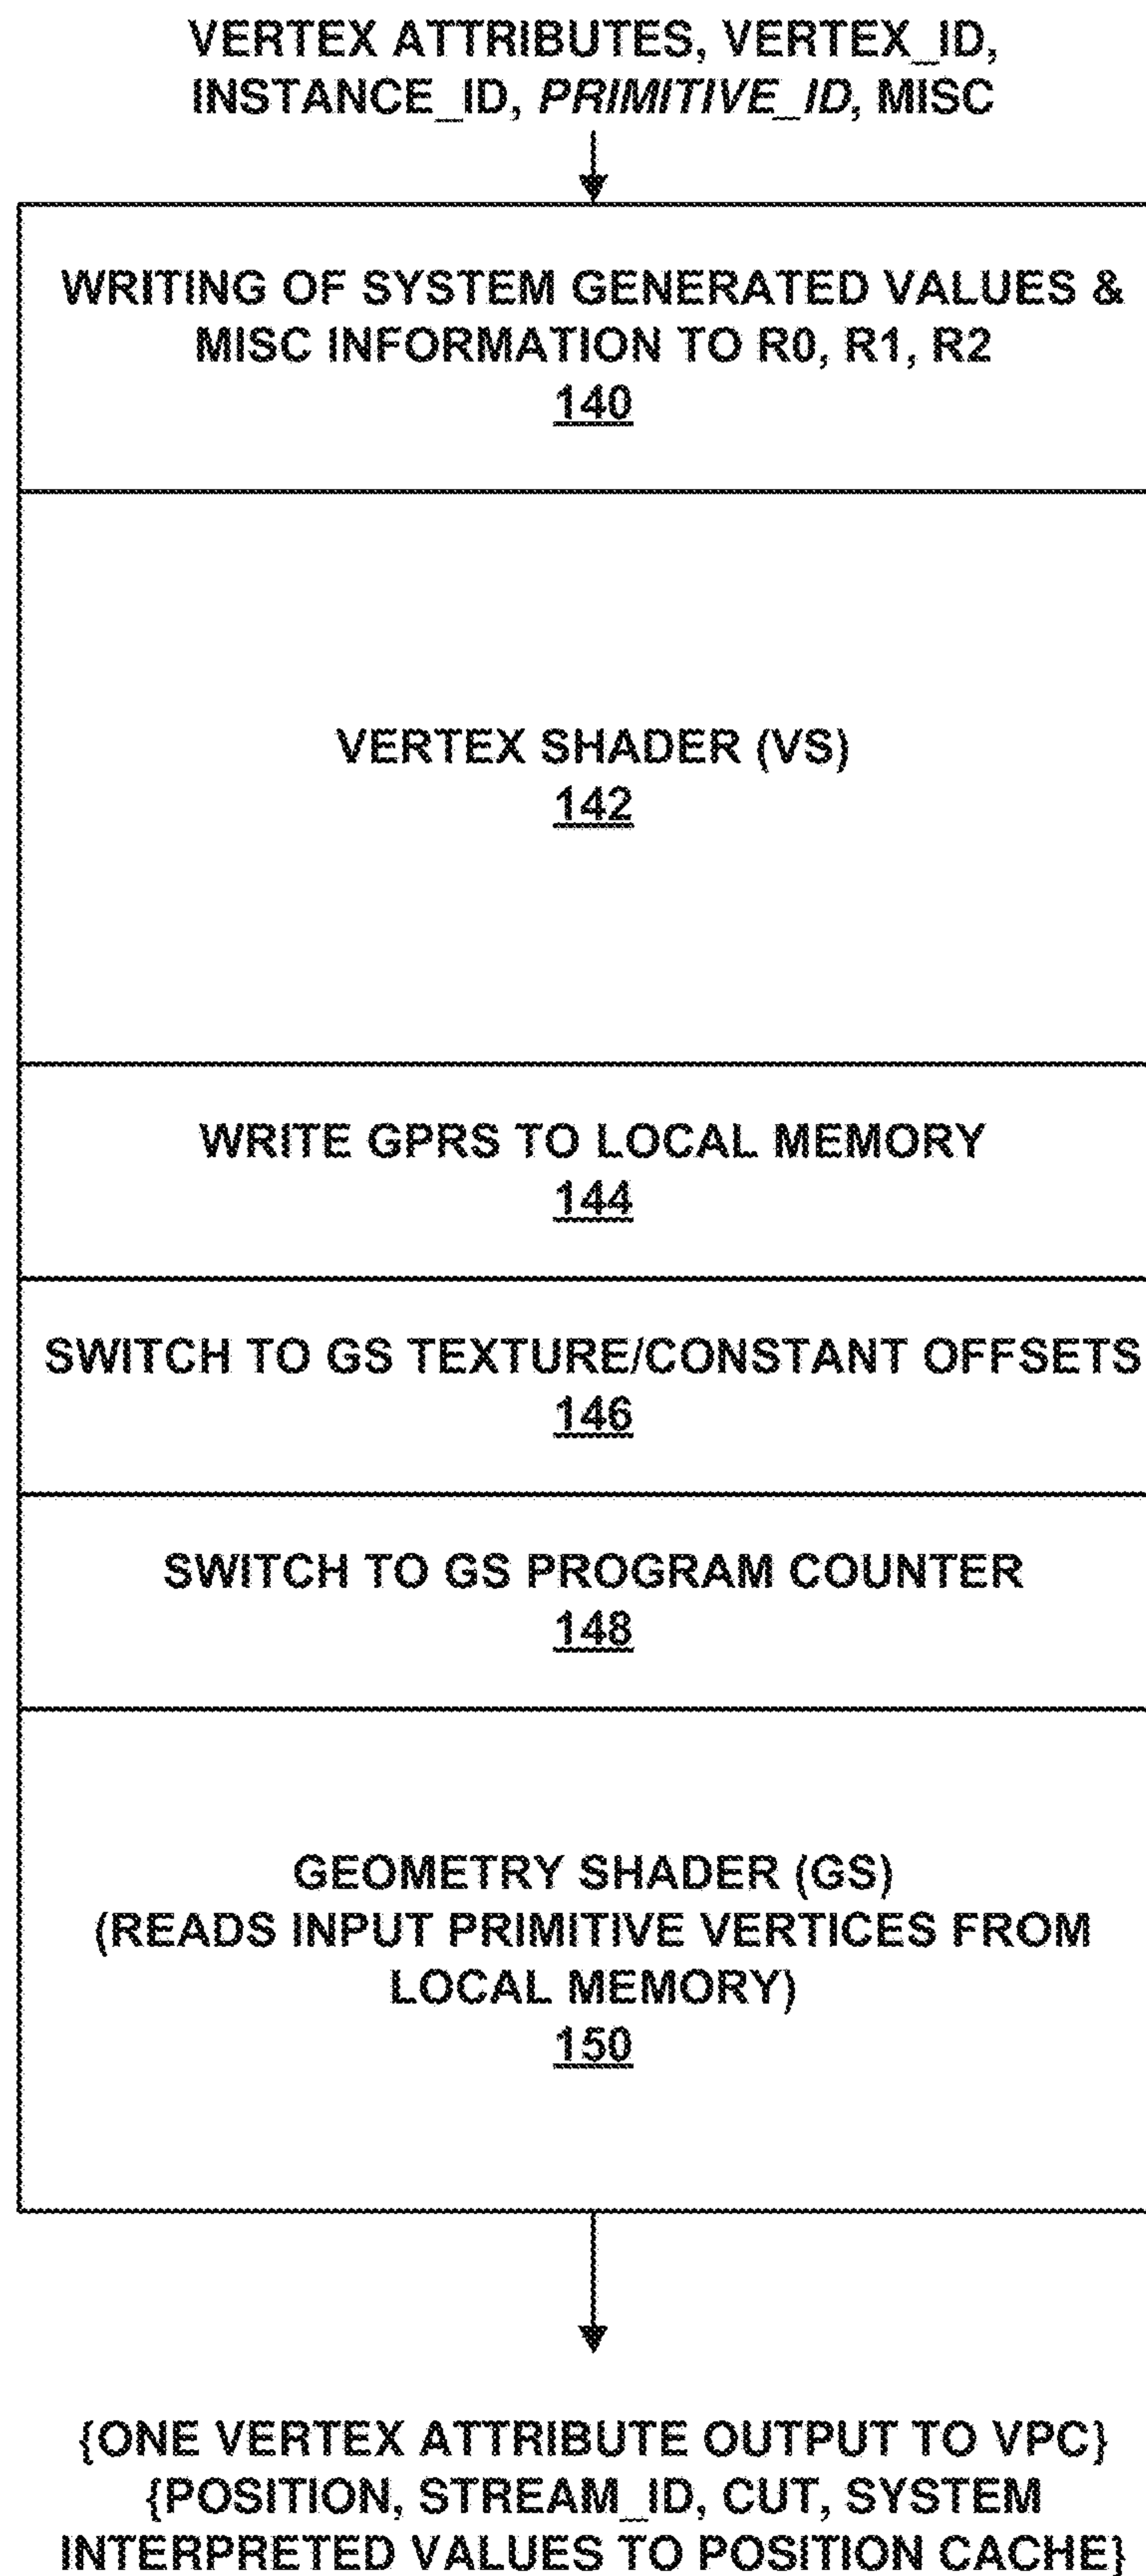 VERTEX ATTRIBUTES, VERTEX_ID,
INSTANCE_ID, PRIMITIVE_ID, MISC
WRITING OF SYSTEM GENERATED VALUES &
MISC INFORMATION TO R0, R1, R2
140
VERTEX SHADER (VS)
142
WRITE GPRS TO LOCAL MEMORY
144
SWITCH TO GS TEXTURE/CONSTANT OFFSETS
146
SWITCH TO GS PROGRAM COUNTER
148
GEOMETRY SHADER (GS)
(READS INPUT PRIMITIVE VERTICES FROM
LOCAL MEMORY)
150
{ONE VERTEX ATTRIBUTE OUTPUT TO VPC}
{POSITION, STREAM_ID, CUT, SYSTEM
INTERPRETED VALUES TO POSITION CACHE}